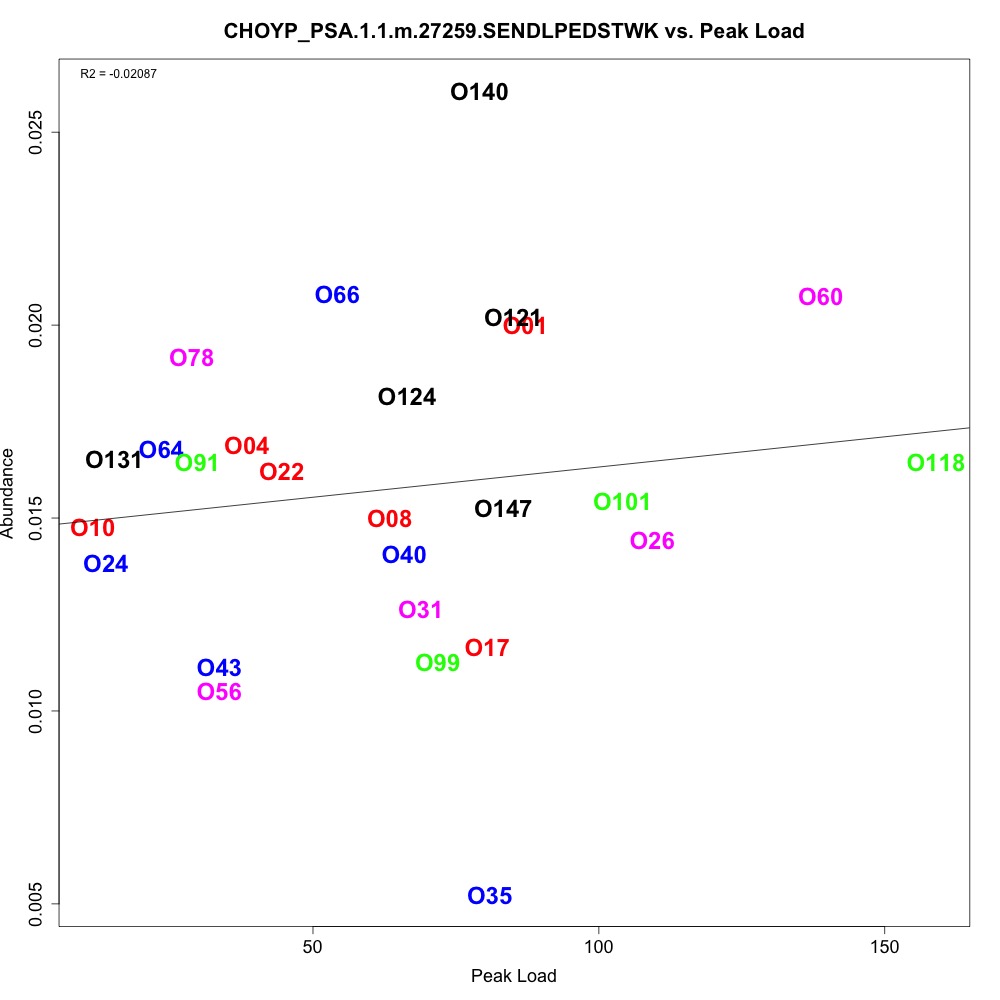 CHOYP_PSA.1.1.m.27259.SENDLPEDSTWK vs. Peak Load
R2 = -0.02087
O140
0.025
O66
O60
O121
O01
0.020
O78
O124
O04
O64
O131
O91
O22
O118
O101
O147
Abundance
O08
0.015
O10
O26
O40
O24
O31
O17
O99
O43
O56
0.010
O35
0.005
50 100 150
Peak Load